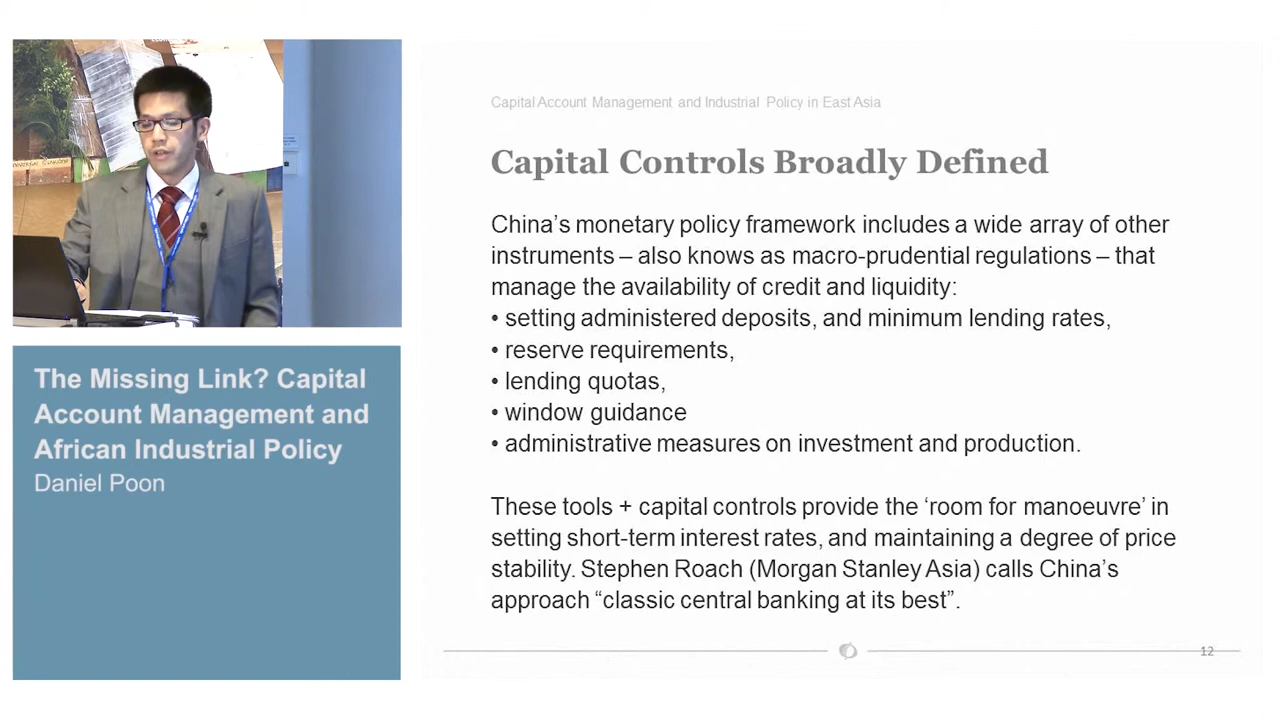 The Missing Link? Capital
Account Management and
African Industrial Policy
Daniel Poon
Capital Account Management and Industrial Policy in East Asia
Capital Controls Broadly Defined
China’s monetary policy framework includes a wide array of other
instruments – also knows as macro-prudential regulations – that
manage the availability of credit and liquidity:
• setting administered deposits, and minimum lending rates,
• reserve requirements,
• lending quotas,
• window guidance
• administrative measures on investment and production.
These tools + capital controls provide the ‘room for manoeuvre’ in
setting short-term interest rates, and maintaining a degree of price
stability. Stephen Roach (Morgan Stanley Asia) calls China’s
approach “classic central banking at its best”.
12